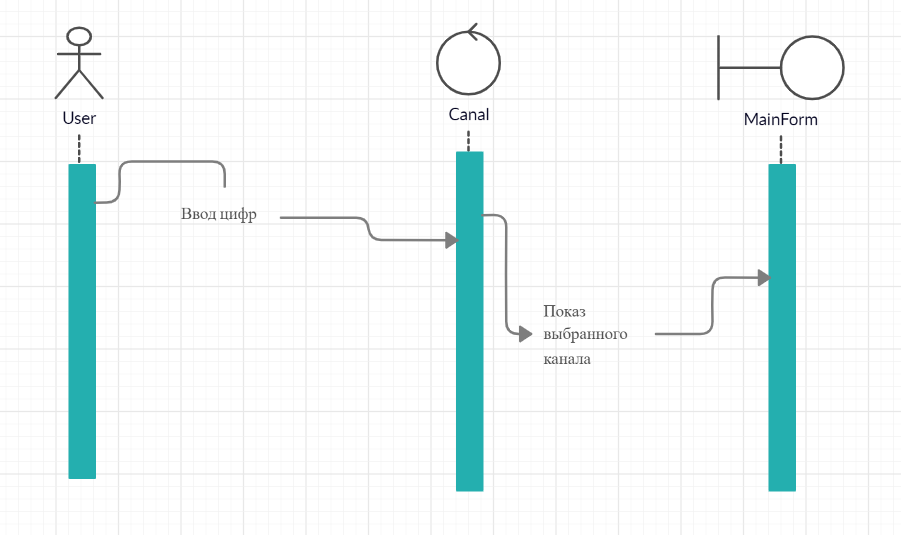 User
Canal
MainForm
Ввод цифр
Показ
выбранного
канала